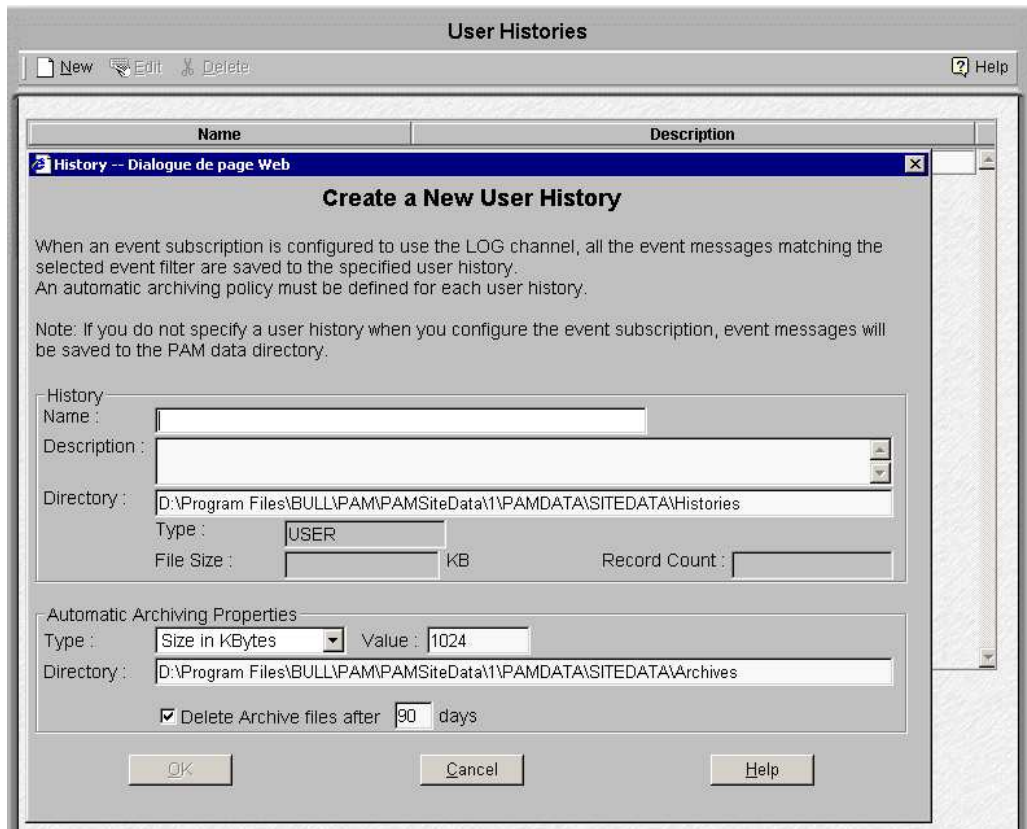 User Histories
New Edit Delete Help
Name Description
History -- Dialogue de page Web
Create a New User History
When an event subscription is configured to use the LOG channel, all the event messages matching the
selected event filter are saved to the specified user history.
An automatic archiving policy must be defined for each user history.
Note: If you do not specify a user history when you configure the event subscription, event messages will
be saved to the PAM data directory.
History
Name :
Description :
Directory : D:\Program Files\BULL\PAM\PAMSiteData\1\PAMDATA\SITEDATA\Histories
Type : USER
File Size : KB Record Count :
Automatic Archiving Properties
Type : Size in KBytes Value : 1024
Directory : D:\Program Files\BULL\PAM\PAMSiteData\1\PAMDATA\SITEDATA\Archives
Delete Archive files after 90 days
OK Cancel Help